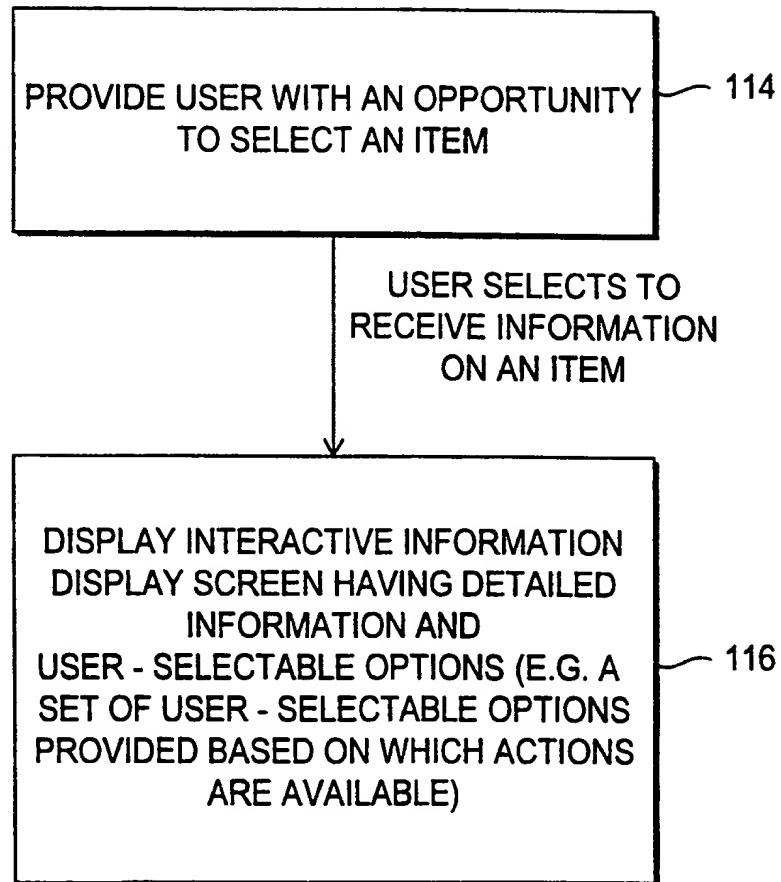 PROVIDE USER WITH AN OPPORTUNITY
TO SELECT AN ITEM
114
USER SELECTS TO
RECEIVE INFORMATION
ON AN ITEM
DISPLAY INTERACTIVE INFORMATION
DISPLAY SCREEN HAVING DETAILED
INFORMATION AND
USER - SELECTABLE OPTIONS (E.G. A
SET OF USER - SELECTABLE OPTIONS
PROVIDED BASED ON WHICH ACTIONS
ARE AVAILABLE)
116